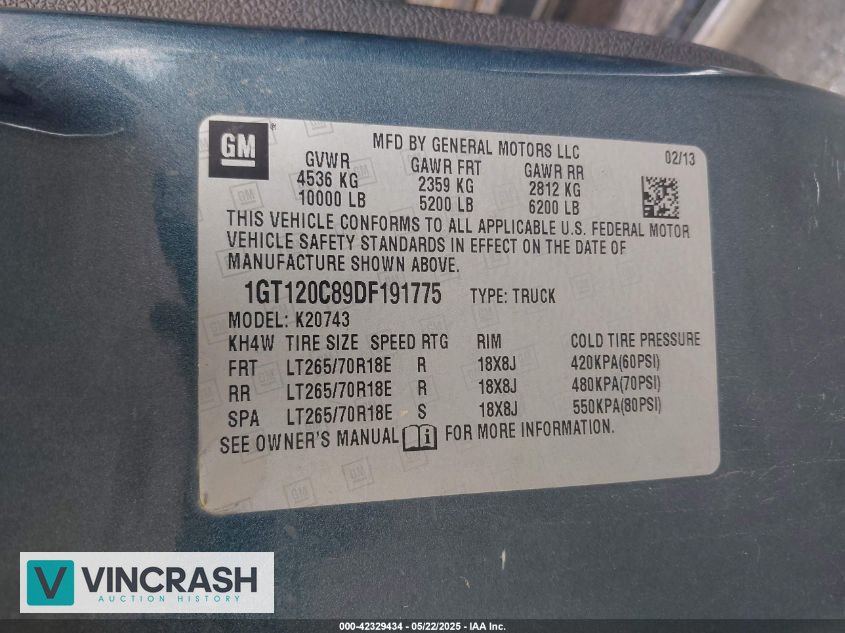 GM
MFD BY GENERAL MOTORS LLC
02/13
GVWR GAWR FRT GAWR RR
4536 KG 2359 KG 2812 KG
10000 LB 5200 LB 6200 LB
THIS VEHICLE CONFORMS TO ALL APPLICABLE U.S. FEDERAL MOTOR
VEHICLE SAFETY STANDARDS IN EFFECT ON THE DATE OF
MANUFACTURE SHOWN ABOVE.
1GT120C89DF191775 TYPE: TRUCK
MODEL: K20743
KH4W TIRE SIZE SPEED RTG RIM COLD TIRE PRESSURE
FRT LT265/70R18E R 18X8J 420KPA(60PSI)
RR LT265/70R18E R 18X8J 480KPA(70PSI)
SPA LT265/70R18E S 18X8J 550KPA(80PSI)
SEE OWNER'S MANUAL FOR MORE INFORMATION.
VINCRASH
AUCTION HISTORY
000-42329434 - 05/22/2025 - IAA Inc.